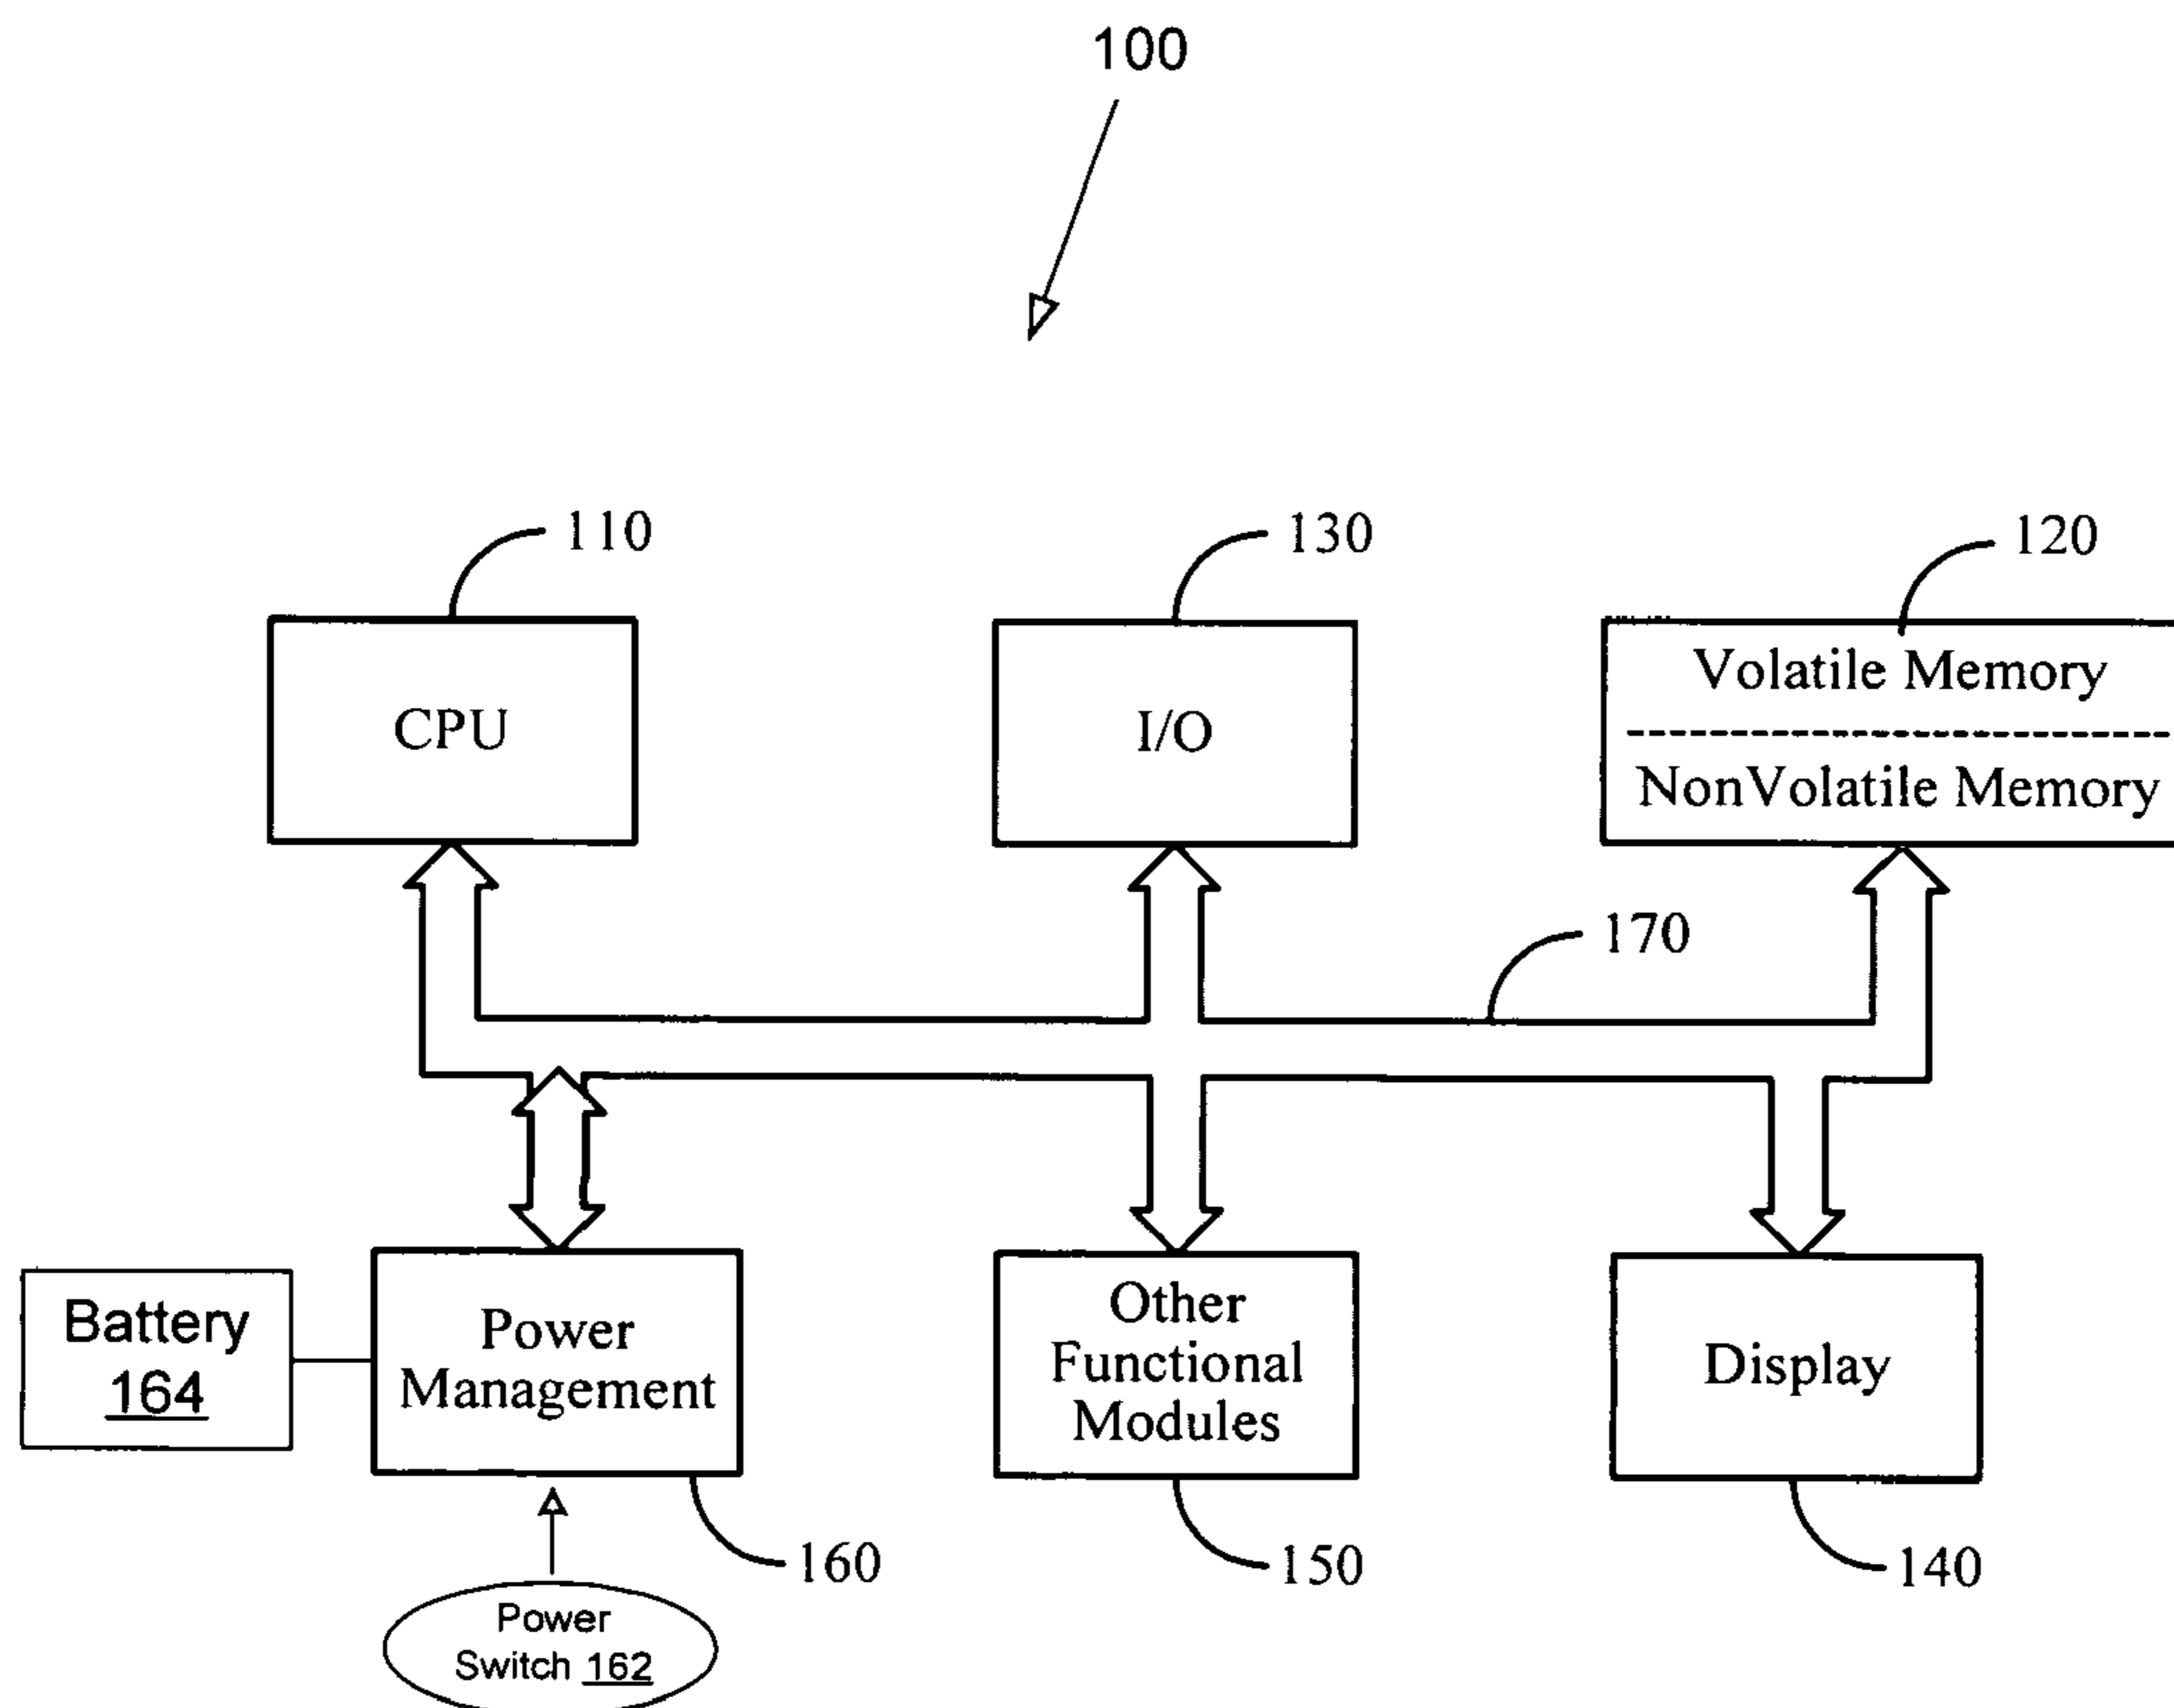 100
110
130
120
CPU
I/O
Volatile Memory
NonVolatile Memory
170
Battery
164
Power
Management
Other
Functional
Modules
Display
160
150
140
Power
Switch 162